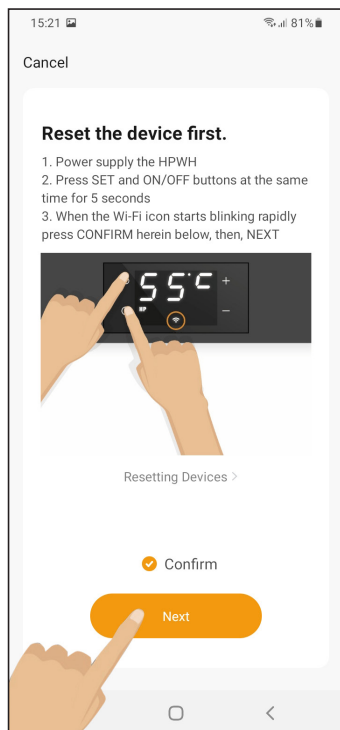 15:21 81%
Cancel
Reset the device first.
1. Power supply the HPWH
2. Press SET and ON/OFF buttons at the same
time for 5 seconds
3. When the Wi-Fi icon starts blinking rapidly
press CONFIRM herein below, then, NEXT
55°C +
HP −
Resetting Devices >
Confirm
Next